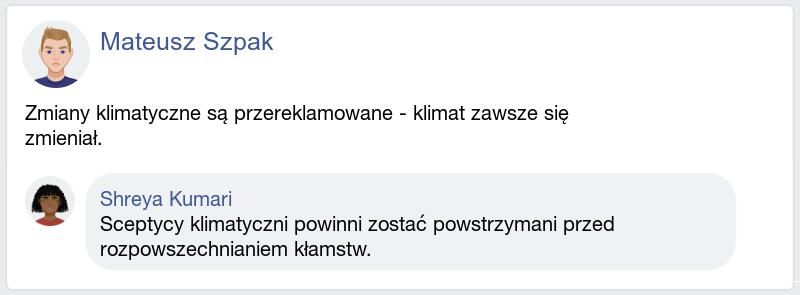 Mateusz Szpak
Zmiany klimatyczne są przereklamowane - klimat zawsze się
zmieniał.
Shreya Kumari
Sceptycy klimatyczni powinni zostać powstrzymani przed
rozpowszechnianiem kłamstw.